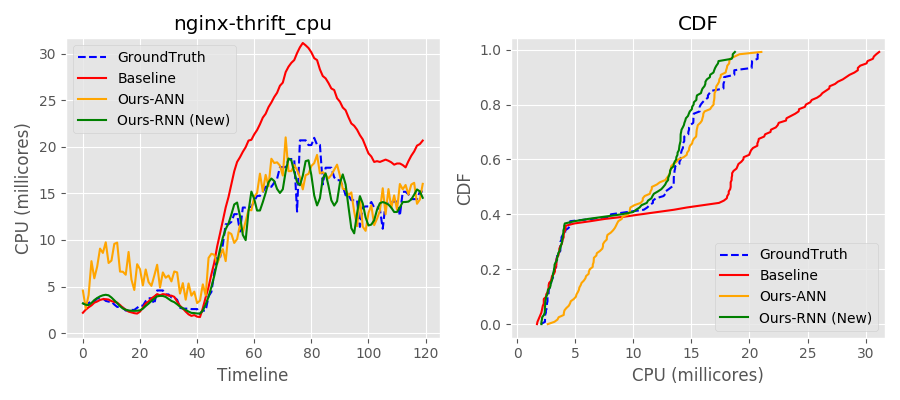 nginx-thrift_cpu
CPU (millicores)
30
25
20
15
10
5
0
GroundTruth
Baseline
Ours-ANN
Ours-RNN (New)
0 20 40 60 80 100 120
Timeline
CDF
CDF
1.0
0.8
0.6
0.4
0.2
0.0
GroundTruth
Baseline
Ours-ANN
Ours-RNN (New)
0 5 10 15 20 25 30
CPU (millicores)